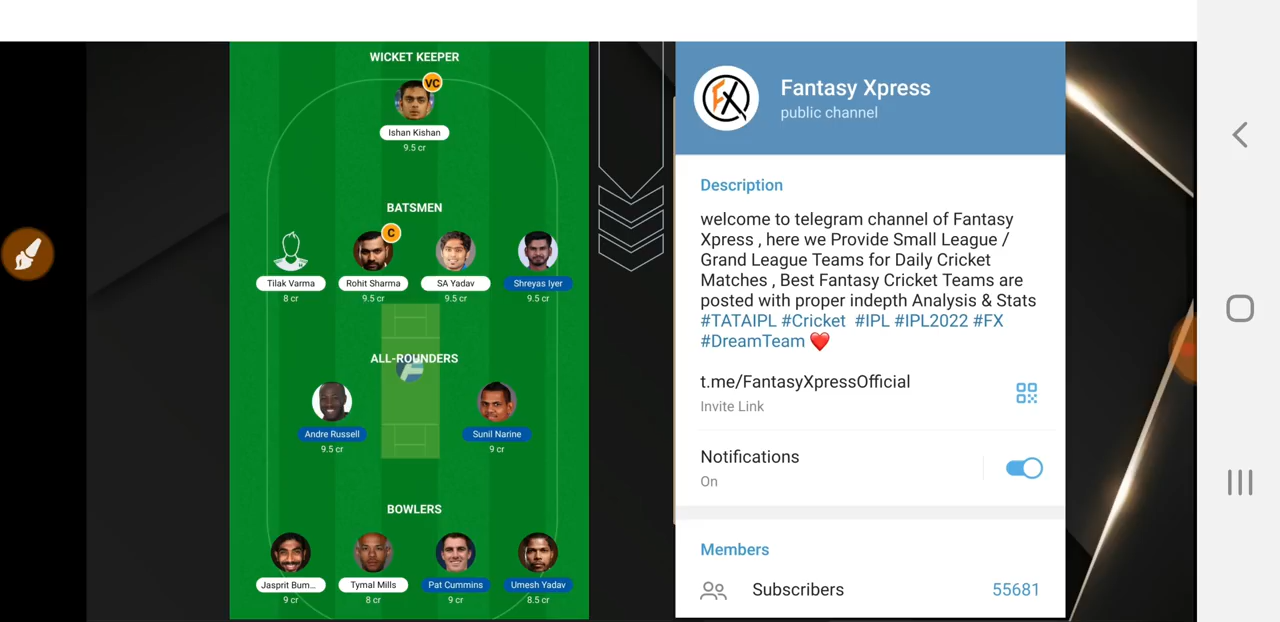 WICKET KEEPER
VC
Ishan Kishan
9.5 cr
BATSMEN
C
Tilak Varma
8 cr
Rohit Sharma
9.5 cr
SA Yadav
9.5 cr
Shreyas Iyer
9.5 cr
ALL-ROUNDERS
Andre Russell
9.5 cr
Sunil Narine
9 cr
BOWLERS
Jasprit Bum...
9 cr
Tymal Mills
8 cr
Pat Cummins
9 cr
Umesh Yadav
8.5 cr
FX
Fantasy Xpress
public channel
Description
welcome to telegram channel of Fantasy
Xpress , here we Provide Small League /
Grand League Teams for Daily Cricket
Matches , Best Fantasy Cricket Teams are
posted with proper indepth Analysis & Stats
#TATAIPL #Cricket #IPL #IPL2022 #FX
#DreamTeam ❤️
t.me/FantasyXpressOfficial
Invite Link
Notifications
On
Members
Subscribers
55681